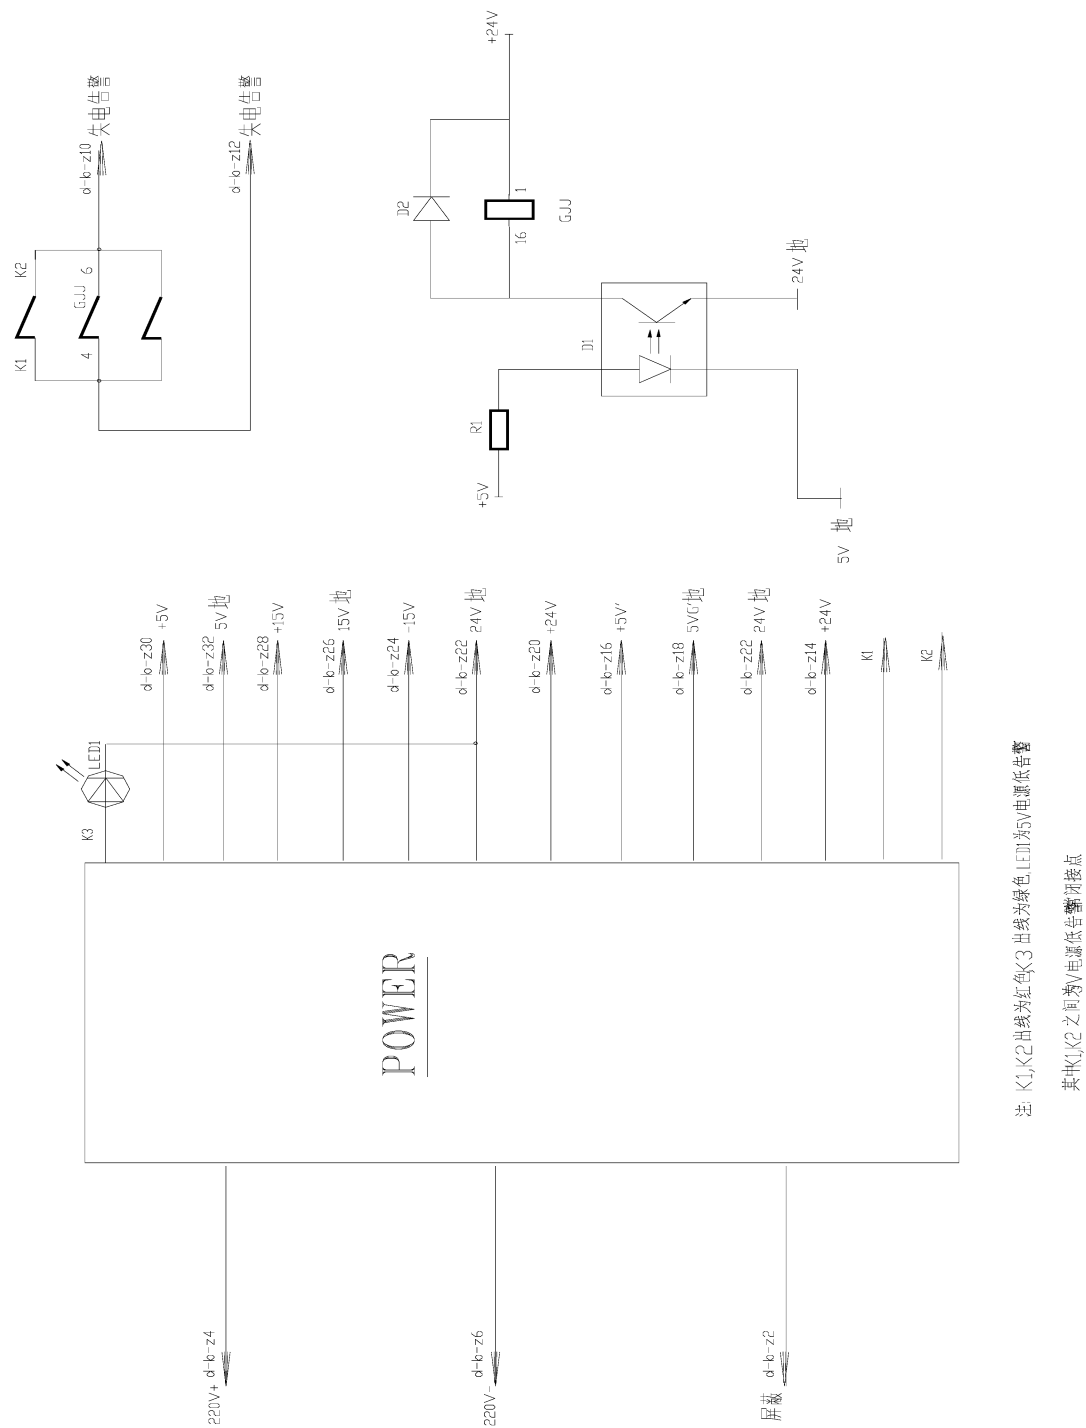 失电告警
d-b-z10
失电告警
d-b-z12
K2
6
GJJ
K1
4
+24V
D2
1
16
GJJ
24V 地
D1
R1
+5V
5V 地
+5V
d-b-z30
5V 地
d-b-z32
+15V
d-b-z28
15V 地
d-b-z26
-15V
d-b-z24
24V 地
d-b-z22
+24V
d-b-z20
+5V'
d-b-z16
5VG'地
d-b-z18
24V 地
d-b-z22
+24V
d-b-z14
K1
K2
LED1
K3
POWER
220V+ d-b-z4
220V- d-b-z6
屏蔽 d-b-z2
注: K1,K2出线为红色,K3 出线为绿色,LED1为5V电源低告警
其中K1,K2 之间为5V电源低告警常闭接点